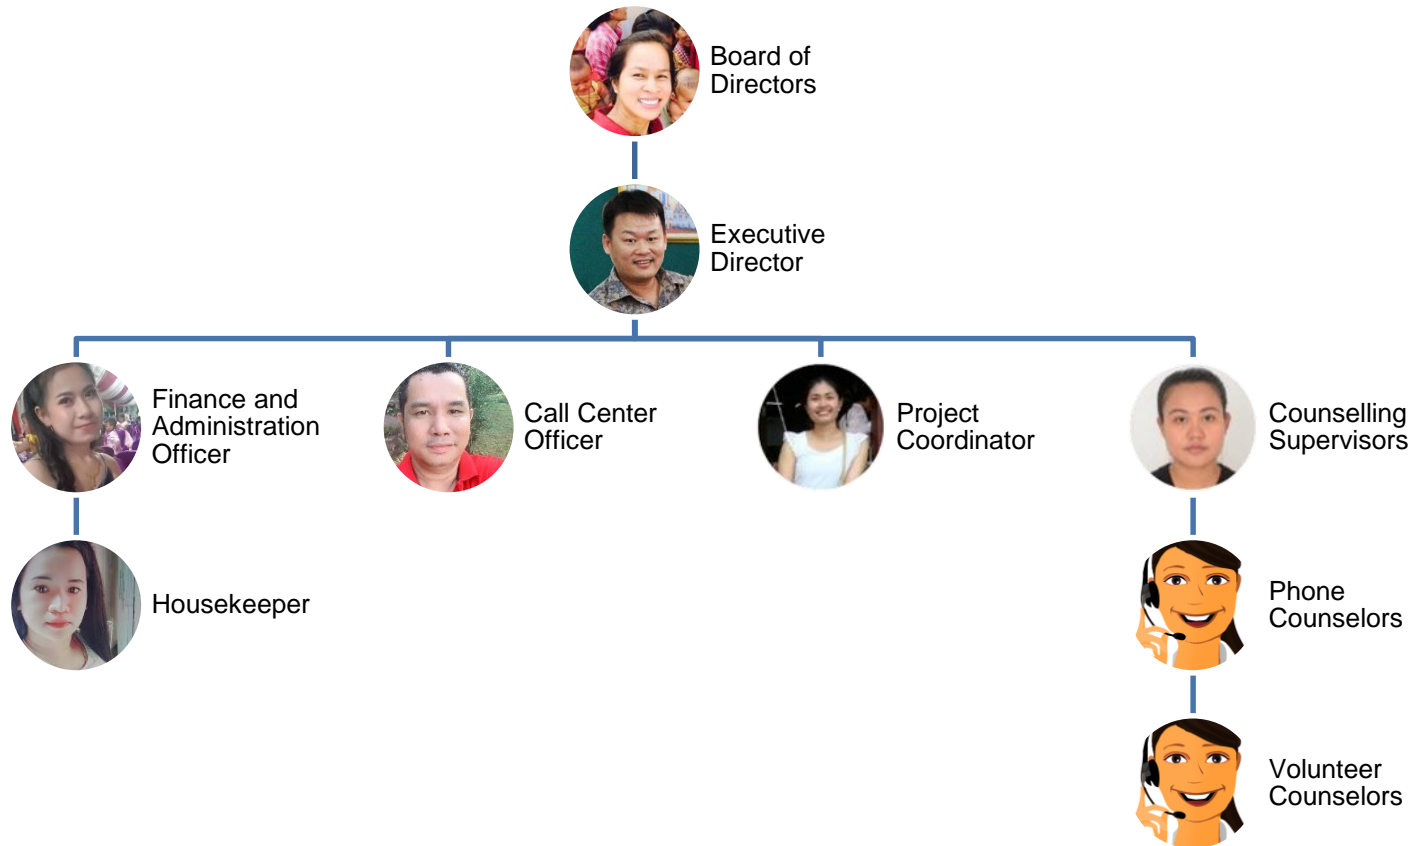 Board of
Directors
Executive
Director
Finance and
Administration
Officer
Call Center
Officer
Project
Coordinator
Counselling
Supervisors
Housekeeper
Phone
Counselors
Volunteer
Counselors